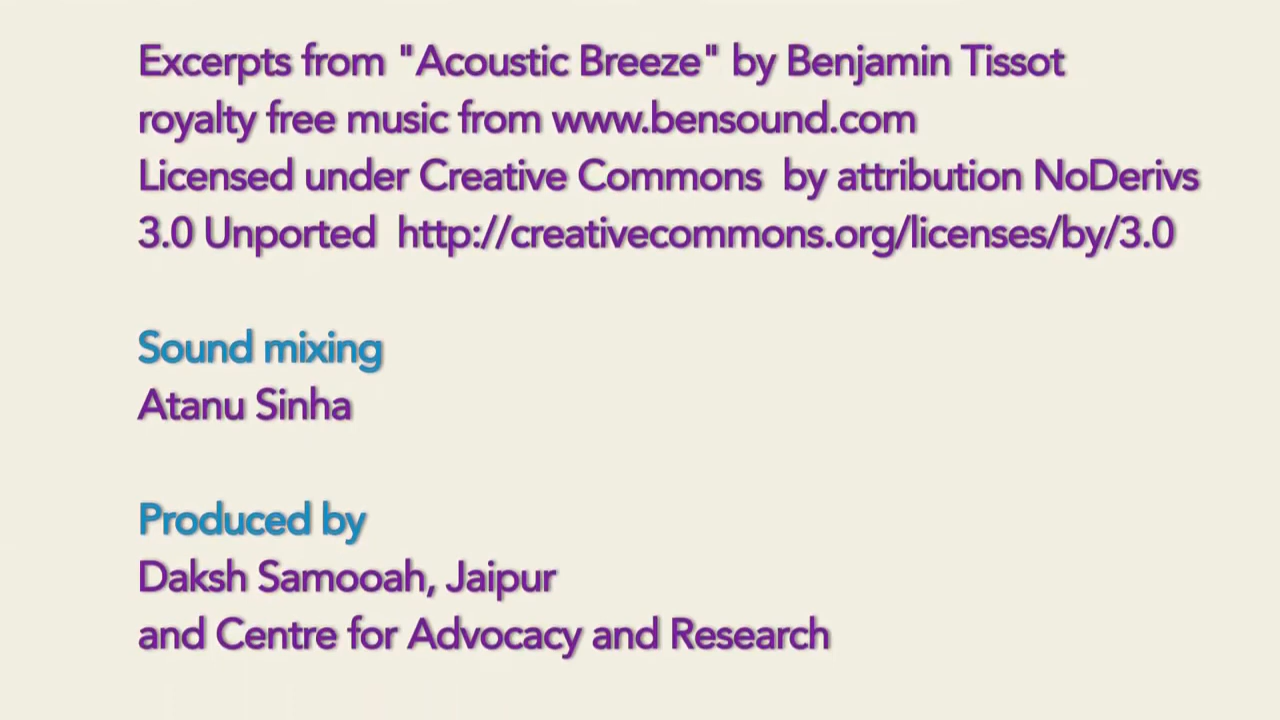 Excerpts from "Acoustic Breeze" by Benjamin Tissot
royalty free music from www.bensound.com
Licensed under Creative Commons  by attribution NoDerivs
3.0 Unported  http://creativecommons.org/licenses/by/3.0
Sound mixing
Atanu Sinha
Produced by
Daksh Samooah, Jaipur
and Centre for Advocacy and Research